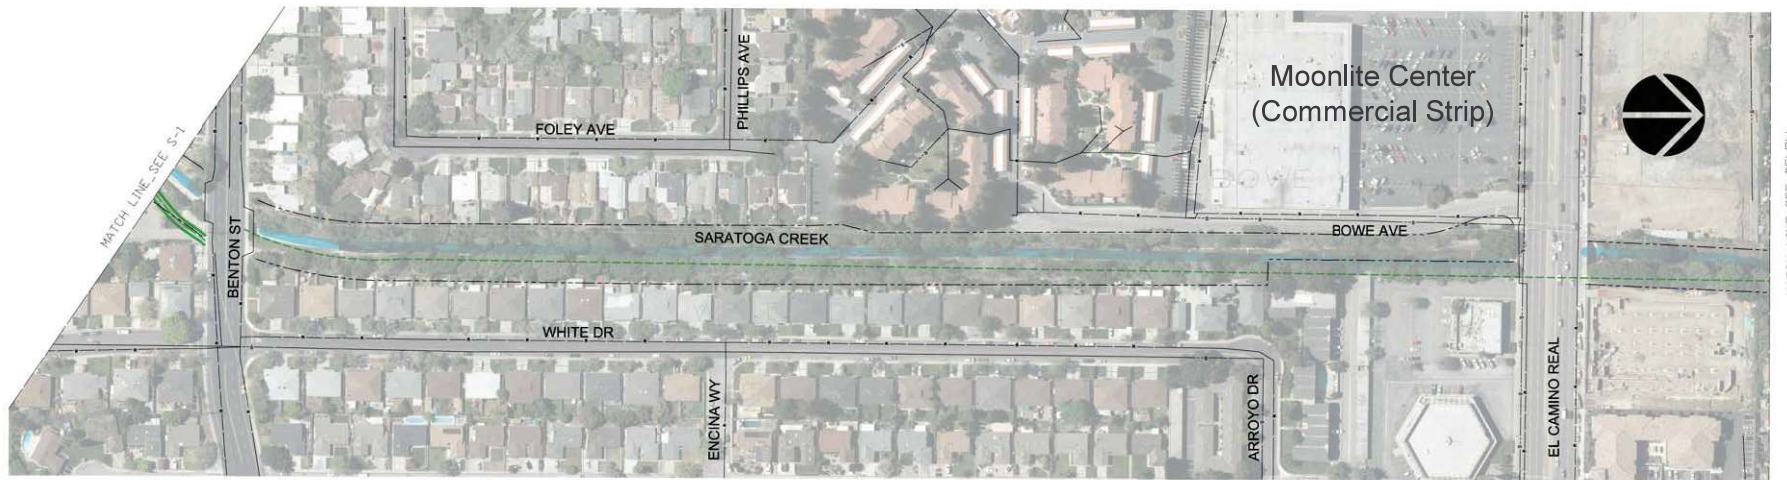 PHILLIPS AVE
Moonlite Center
(Commercial Strip)
FOLEY AVE
MATCH LINE_SEE S-1
BOWE
BENTON ST
SARATOGA CREEK
BOWE AVE
WHITE DR
ENCINA WY
ARROYO DR
EL CAMINO REAL